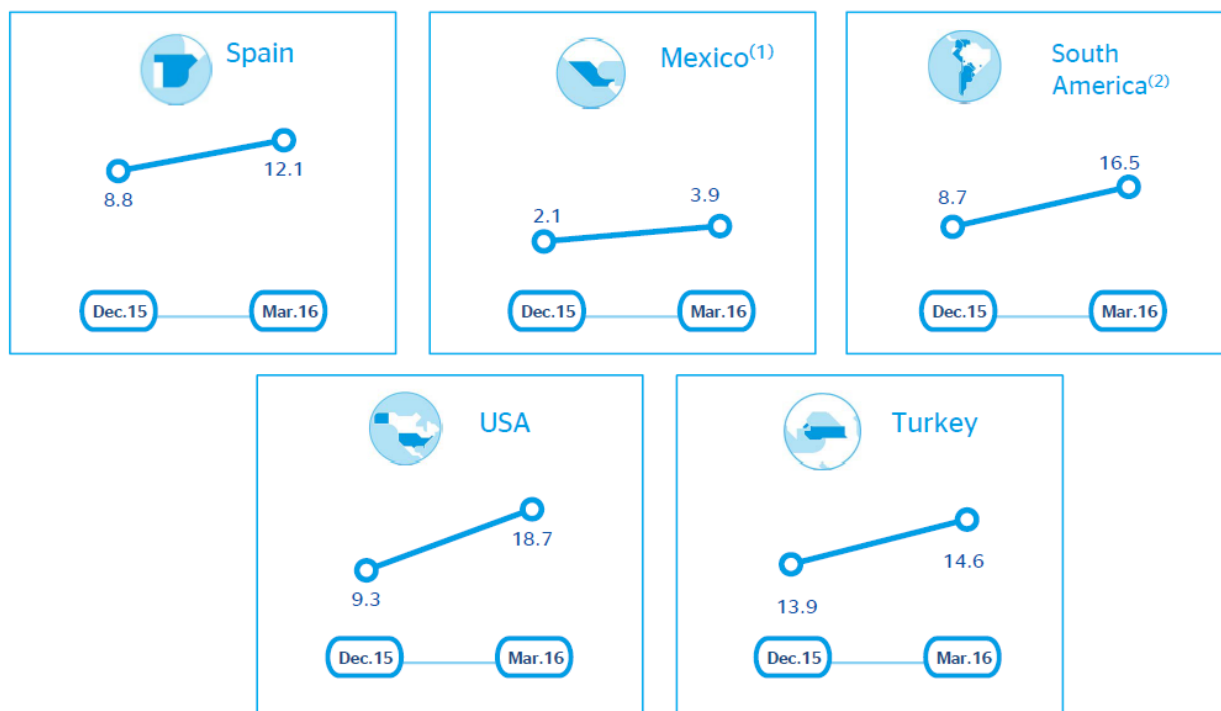 Spain
8.8
12.1
Dec.15
Mar.16
Mexico(1)
2.1
3.9
Dec.15
Mar.16
South
America(2)
8.7
16.5
Dec.15
Mar.16
USA
9.3
18.7
Dec.15
Mar.16
Turkey
13.9
14.6
Dec.15
Mar.16